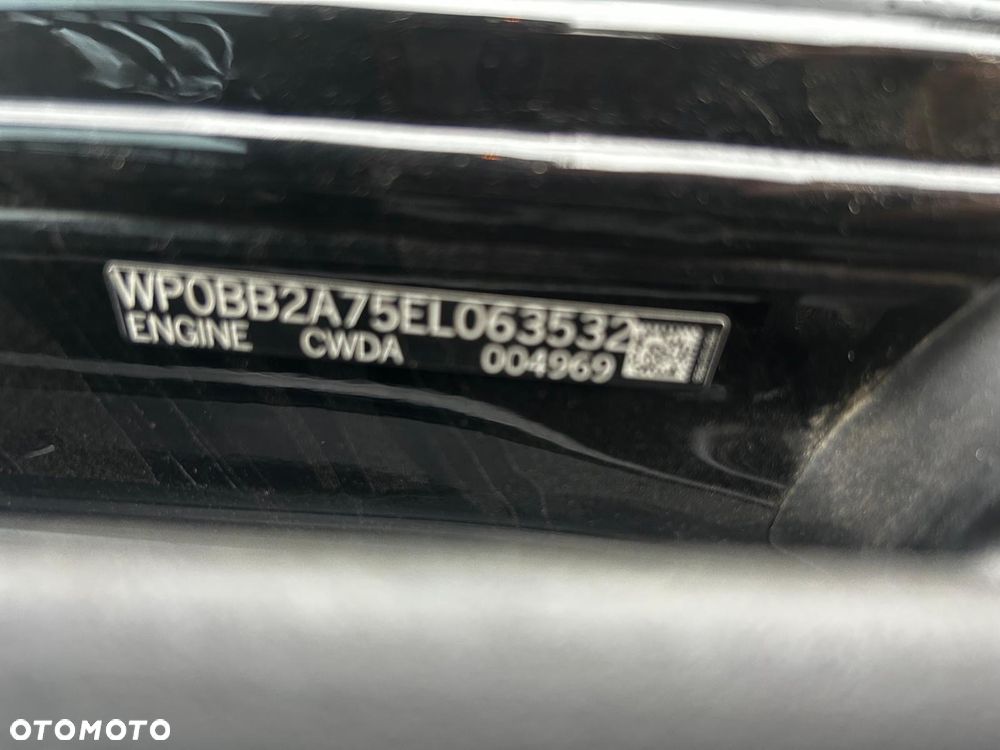 WP0BB2A75EL063532
ENGINE CWDA 004969
OTOMOTO